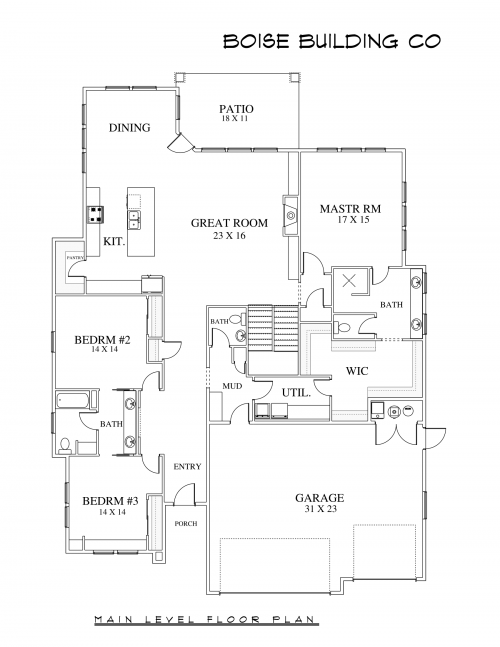 BOISE BUILDING CO
PATIO
18 X 11
DINING
MASTR RM
17 X 15
GREAT ROOM
23 X 16
KIT.
PANTRY
BATH
BATH
BEDRM #2
14 X 14
WIC
MUD
UTIL.
BATH
ENTRY
BEDRM #3
14 X 14
GARAGE
31 X 23
PORCH
MAIN LEVEL FLOOR PLAN